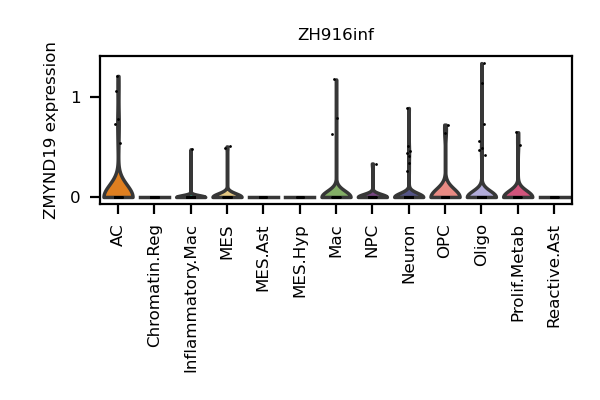 ZH916inf
ZMYND19 expression
1
0
AC
Chromatin.Reg
Inflammatory.Mac
MES
MES.Ast
MES.Hyp
Mac
NPC
Neuron
OPC
Oligo
Prolif.Metab
Reactive.Ast